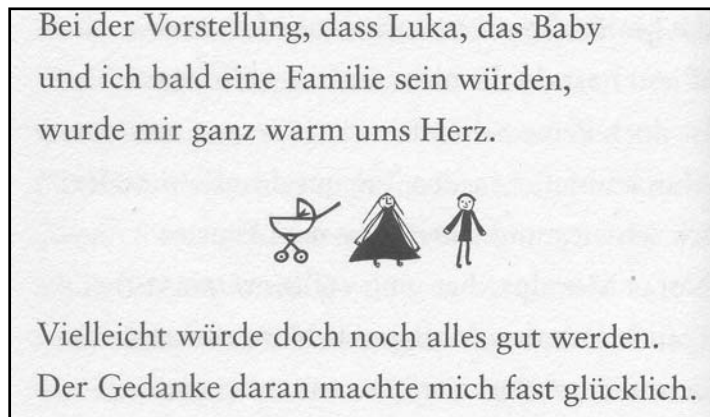 Bei der Vorstellung, dass Luka, das Baby
und ich bald eine Familie sein würden,
wurde mir ganz warm ums Herz.
Vielleicht würde doch noch alles gut werden.
Der Gedanke daran machte mich fast glücklich.